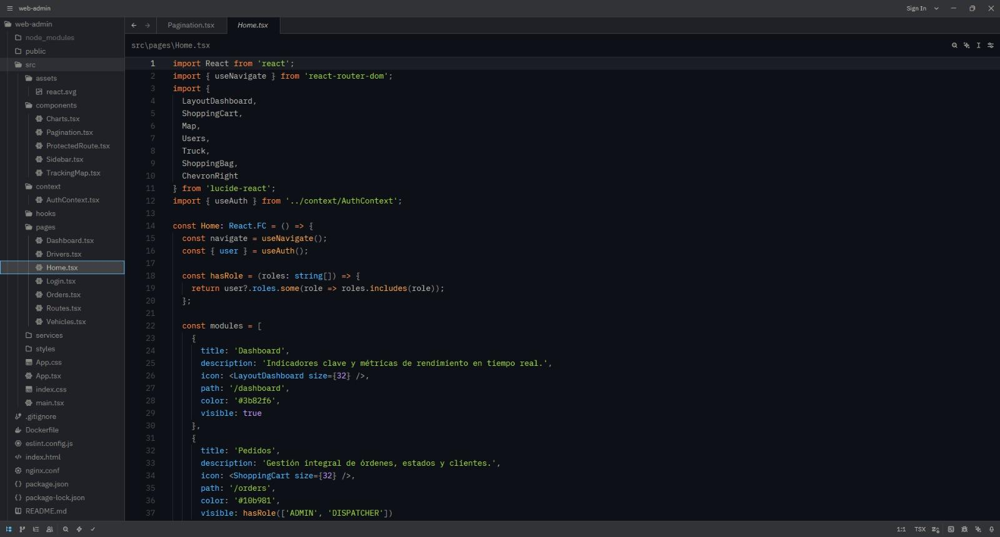 web-admin
Sign In
web-admin
node_modules
public
src
assets
react.svg
components
Charts.tsx
Pagination.tsx
ProtectedRoute.tsx
Sidebar.tsx
TrackingMap.tsx
context
AuthContext.tsx
hooks
pages
Dashboard.tsx
Drivers.tsx
Home.tsx
Login.tsx
Orders.tsx
Routes.tsx
Vehicles.tsx
services
styles
App.css
App.tsx
index.css
main.tsx
.gitignore
Dockerfile
eslint.config.js
index.html
nginx.conf
package.json
package-lock.json
README.md
Pagination.tsx
Home.tsx
src\pages\Home.tsx
1 import React from 'react';
2 import { useNavigate } from 'react-router-dom';
3 import {
4   LayoutDashboard,
5   ShoppingCart,
6   Map,
7   Users,
8   Truck,
9   ShoppingBag,
10   ChevronRight
11 } from 'lucide-react';
12 import { useAuth } from '../context/AuthContext';
13
14 const Home: React.FC = () => {
15   const navigate = useNavigate();
16   const { user } = useAuth();
17
18   const hasRole = (roles: string[]) => {
19     return user?.roles.some(role => roles.includes(role));
20   };
21
22   const modules = [
23     {
24       title: 'Dashboard',
25       description: 'Indicadores clave y métricas de rendimiento en tiempo real.',
26       icon: <LayoutDashboard size={32} />,
27       path: '/dashboard',
28       color: '#3b82f6',
29       visible: true
30     },
31     {
32       title: 'Pedidos',
33       description: 'Gestión integral de órdenes, estados y clientes.',
34       icon: <ShoppingCart size={32} />,
35       path: '/orders',
36       color: '#10b981',
37       visible: hasRole(['ADMIN', 'DISPATCHER'])
1:1
TSX